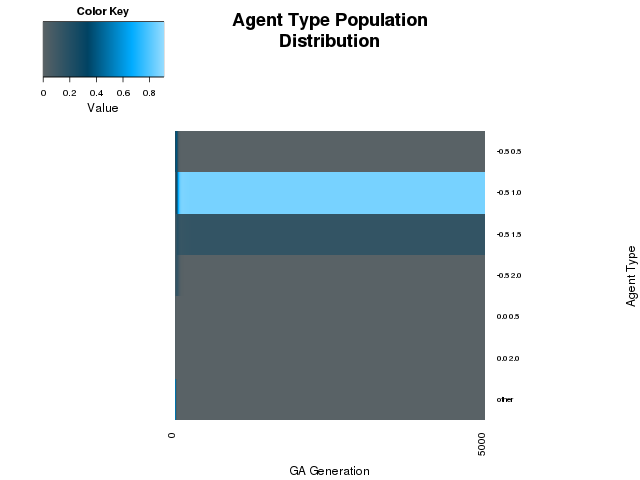 Color Key
0 0.2 0.4 0.6 0.8
Value
Agent Type Population
Distribution
-0.5 0.5
-0.5 1.0
-0.5 1.5
-0.5 2.0
0.0 0.5
0.0 2.0
other
Agent Type
0 5000
GA Generation